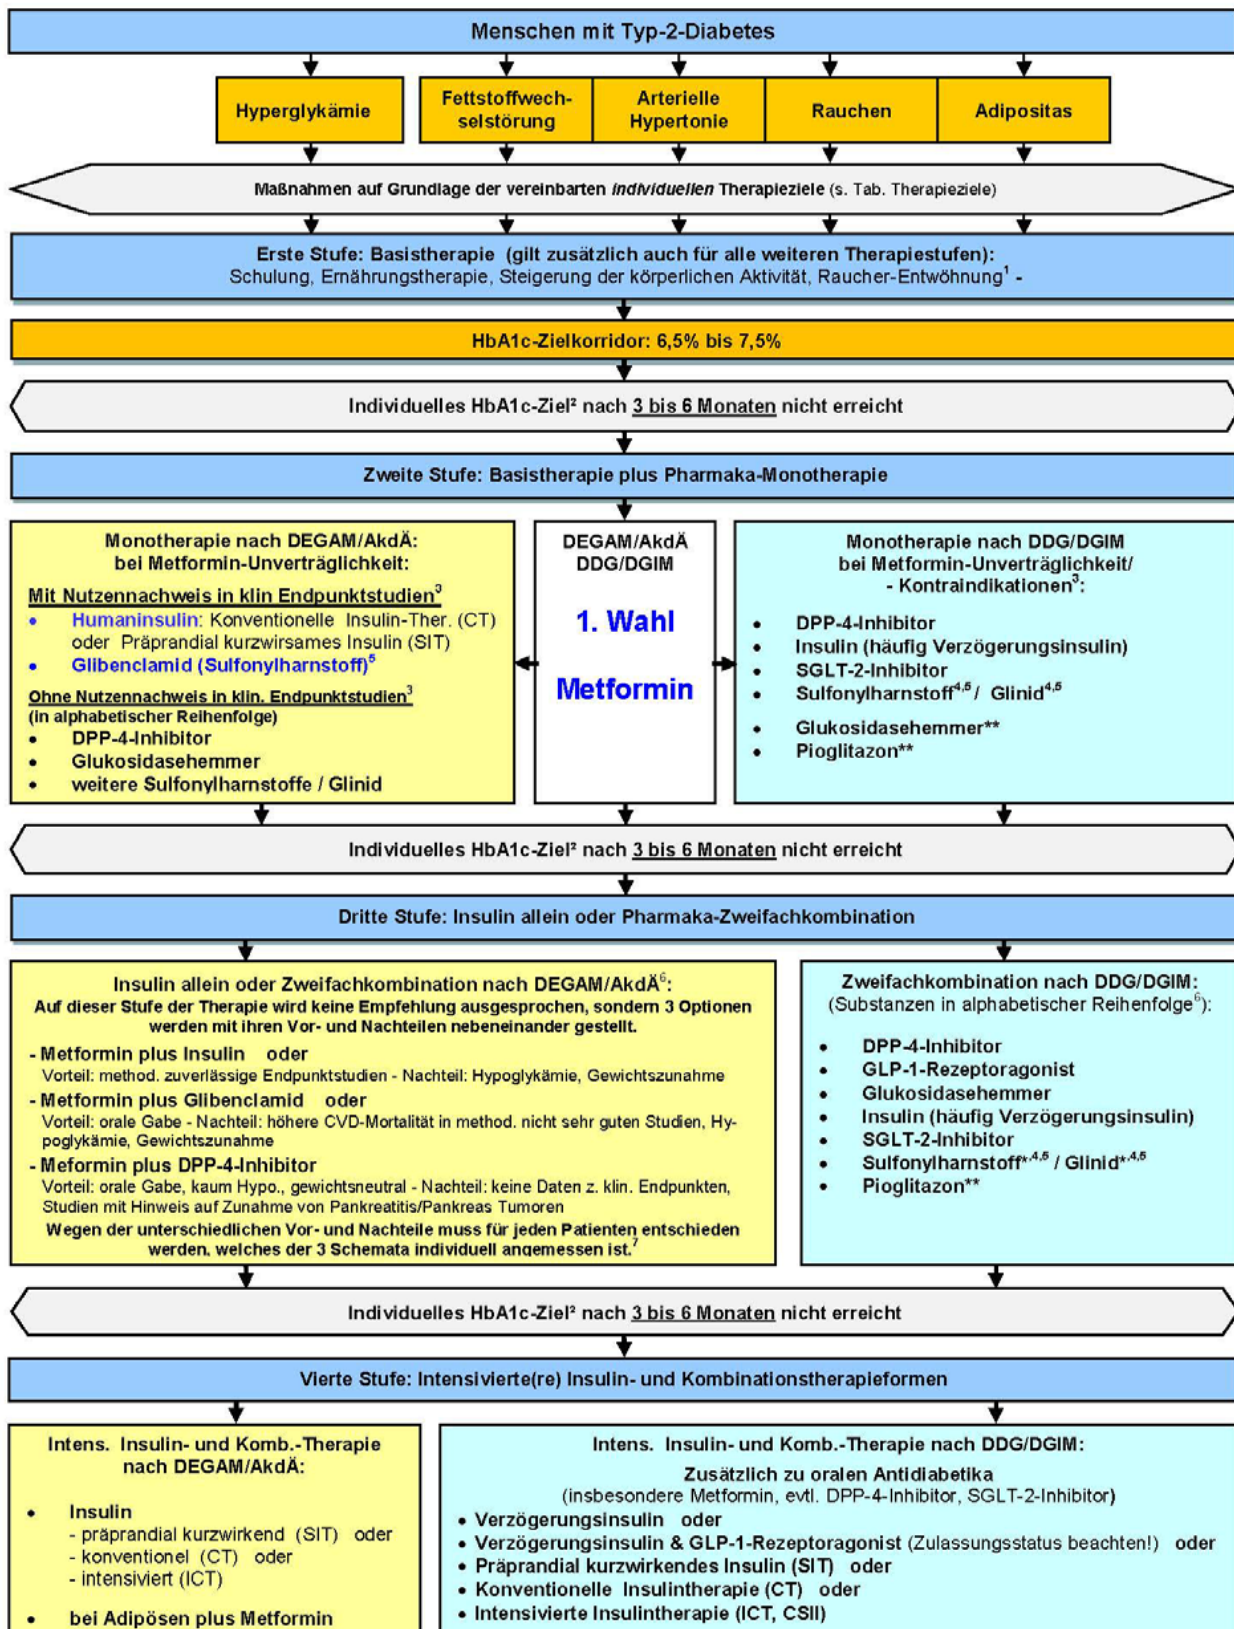 Menschen mit Typ-2-Diabetes
Hyperglykämie
Fettstoffwech-
selstörung
Arterielle
Hypertonie
Rauchen
Adipositas
Maßnahmen auf Grundlage der vereinbarten individuellen Therapieziele (s. Tab. Therapieziele)
Erste Stufe: Basistherapie (gilt zusätzlich auch für alle weiteren Therapiestufen):
Schulung, Ernährungstherapie, Steigerung der körperlichen Aktivität, Raucher-Entwöhnung¹ -
HbA1c-Zielkorridor: 6,5% bis 7,5%
Individuelles HbA1c-Ziel² nach 3 bis 6 Monaten nicht erreicht
Zweite Stufe: Basistherapie plus Pharmaka-Monotherapie
Monotherapie nach DEGAM/AkdÄ:
bei Metformin-Unverträglichkeit:
Mit Nutzennachweis in klin Endpunktstudien³
• Humaninsulin: Konventionelle Insulin-Ther. (CT)
oder Präprandial kurzwirsames Insulin (SIT)
• Glibenclamid (Sulfonylharnstoff)⁵
Ohne Nutzennachweis in klin. Endpunktstudien³
(in alphabetischer Reihenfolge)
• DPP-4-Inhibitor
• Glukosidasehemmer
• weitere Sulfonylharnstoffe / Glinid
DEGAM/AkdÄ
DDG/DGIM
1. Wahl
Metformin
Monotherapie nach DDG/DGIM
bei Metformin-Unverträglichkeit/
- Kontraindikationen³:
• DPP-4-Inhibitor
• Insulin (häufig Verzögerungsinsulin)
• SGLT-2-Inhibitor
• Sulfonylharnstoff⁴,⁵ / Glinid⁴,⁵
• Glukosidasehemmer**
• Pioglitazon**
Individuelles HbA1c-Ziel² nach 3 bis 6 Monaten nicht erreicht
Dritte Stufe: Insulin allein oder Pharmaka-Zweifachkombination
Insulin allein oder Zweifachkombination nach DEGAM/AkdÄ⁶:
Auf dieser Stufe der Therapie wird keine Empfehlung ausgesprochen, sondern 3 Optionen
werden mit ihren Vor- und Nachteilen nebeneinander gestellt.
- Metformin plus Insulin oder
Vorteil: method. zuverlässige Endpunktstudien - Nachteil: Hypoglykämie, Gewichtszunahme
- Metformin plus Glibenclamid oder
Vorteil: orale Gabe - Nachteil: höhere CVD-Mortalität in method. nicht sehr guten Studien, Hy-
poglykämie, Gewichtszunahme
- Meformin plus DPP-4-Inhibitor
Vorteil: orale Gabe, kaum Hypo., gewichtsneutral - Nachteil: keine Daten z. klin. Endpunkten,
Studien mit Hinweis auf Zunahme von Pankreatitis/Pankreas Tumoren
Wegen der unterschiedlichen Vor- und Nachteile muss für jeden Patienten entschieden
werden, welches der 3 Schemata individuell angemessen ist.⁷
Zweifachkombination nach DDG/DGIM:
(Substanzen in alphabetischer Reihenfolge⁶):
• DPP-4-Inhibitor
• GLP-1-Rezeptoragonist
• Glukosidasehemmer
• Insulin (häufig Verzögerungsinsulin)
• SGLT-2-Inhibitor
• Sulfonylharnstoff*,⁴,⁵ / Glinid*,⁴,⁵
• Pioglitazon**
Individuelles HbA1c-Ziel² nach 3 bis 6 Monaten nicht erreicht
Vierte Stufe: Intensivierte(re) Insulin- und Kombinationstherapieformen
Intens. Insulin- und Komb.-Therapie
nach DEGAM/AkdÄ:
• Insulin
- präprandial kurzwirkend (SIT) oder
- konventionel (CT) oder
- intensiviert (ICT)
• bei Adipösen plus Metformin
Intens. Insulin- und Komb.-Therapie nach DDG/DGIM:
Zusätzlich zu oralen Antidiabetika
(insbesondere Metformin, evtl. DPP-4-Inhibitor, SGLT-2-Inhibitor)
• Verzögerungsinsulin oder
• Verzögerungsinsulin & GLP-1-Rezeptoragonist (Zulassungsstatus beachten!) oder
• Präprandial kurzwirkendes Insulin (SIT) oder
• Konventionelle Insulintherapie (CT) oder
• Intensivierte Insulintherapie (ICT, CSII)